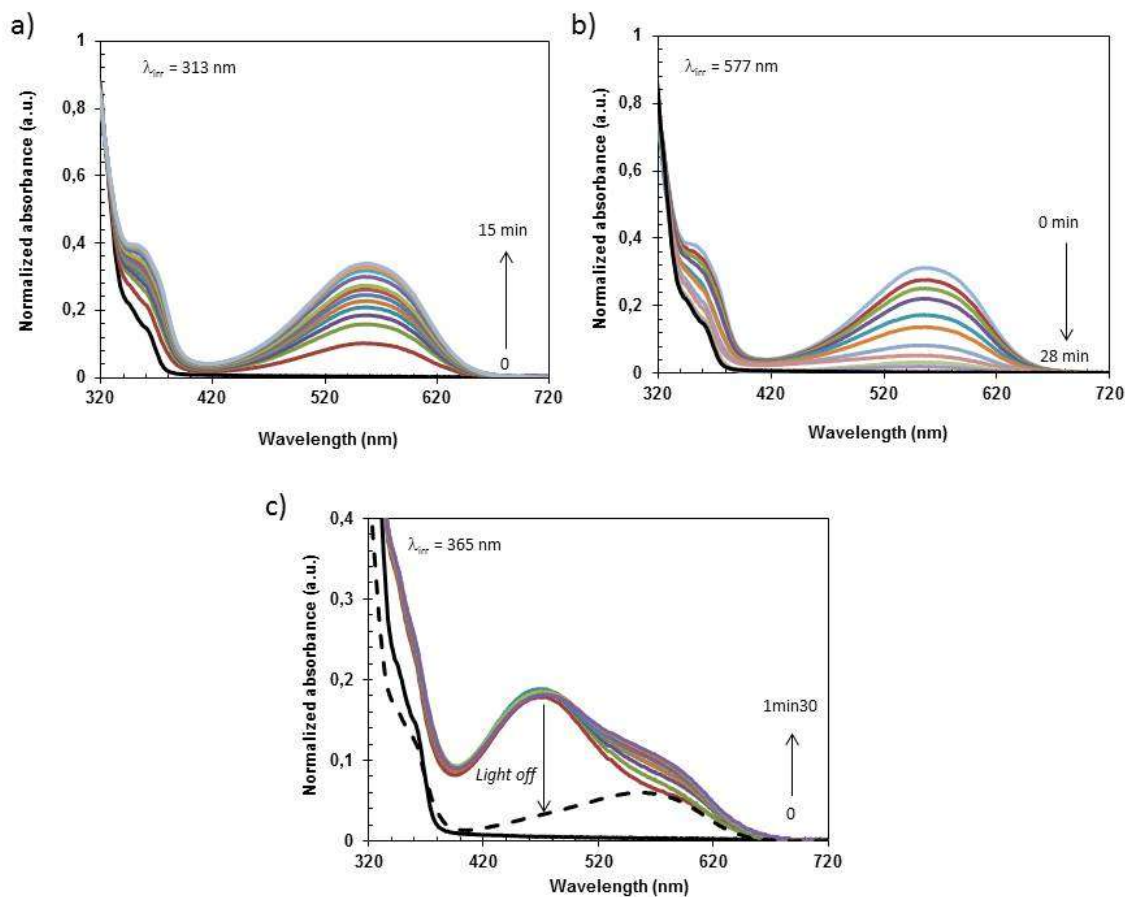 a)
Normalized absorbance (a.u.)
1
0,8
0,6
0,4
0,2
0
λirr = 313 nm
15 min
0
320 420 520 620 720
Wavelength (nm)
b)
Normalized absorbance (a.u.)
1
0,8
0,6
0,4
0,2
0
λirr = 577 nm
0 min
28 min
320 420 520 620 720
Wavelength (nm)
c)
Normalized absorbance (a.u.)
0,4
0,3
0,2
0,1
0
λirr = 365 nm
1min30
Light off
0
320 420 520 620 720
Wavelength (nm)